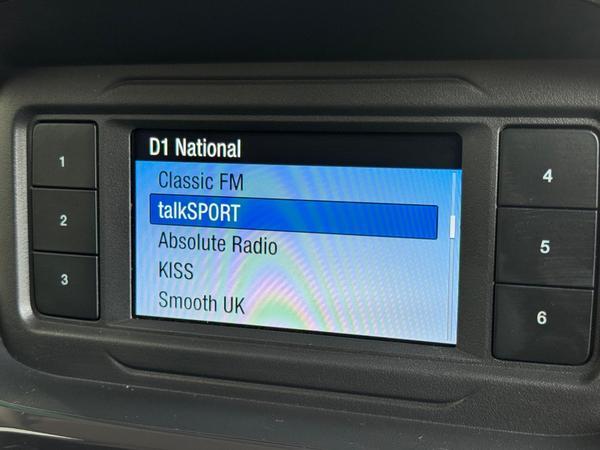 D1 National
Classic FM
talkSPORT
Absolute Radio
KISS
Smooth UK
1
2
3
4
5
6